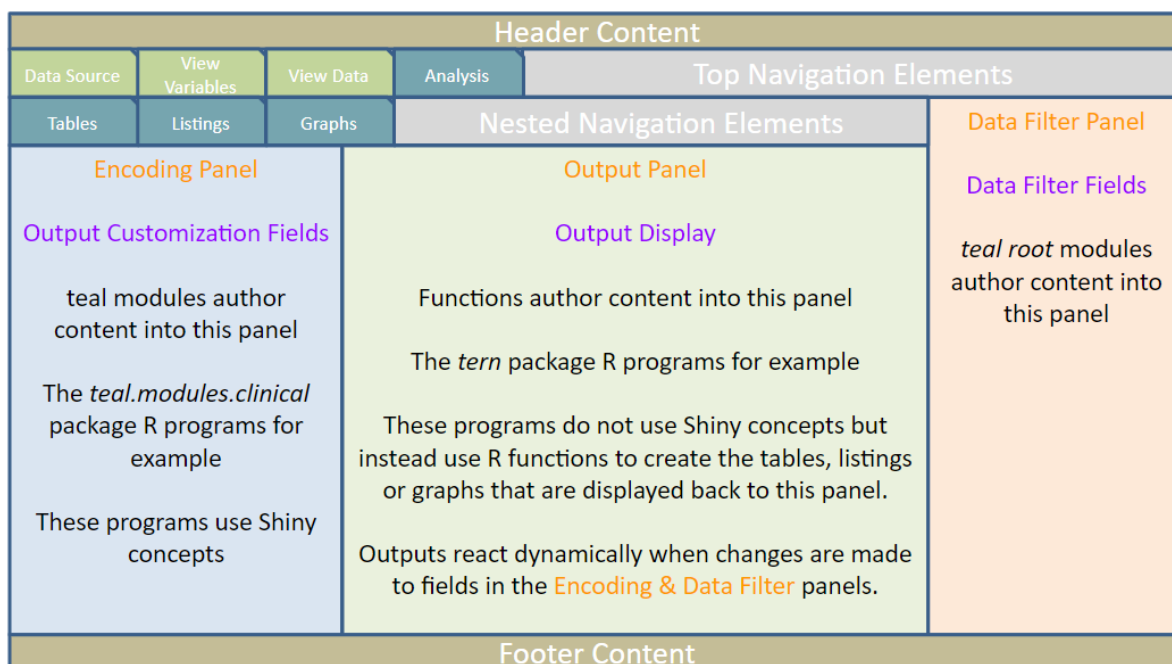 Header Content
Data Source
View
Variables
View Data
Analysis
Top Navigation Elements
Tables
Listings
Graphs
Nested Navigation Elements
Encoding Panel
Output Customization Fields
teal modules author
content into this panel
The teal.modules.clinical
package R programs for
example
These programs use Shiny
concepts
Output Panel
Output Display
Functions author content into this panel
The tern package R programs for example
These programs do not use Shiny concepts but
instead use R functions to create the tables, listings
or graphs that are displayed back to this panel.
Outputs react dynamically when changes are made
to fields in the Encoding & Data Filter panels.
Data Filter Panel
Data Filter Fields
teal root modules
author content into
this panel
Footer Content